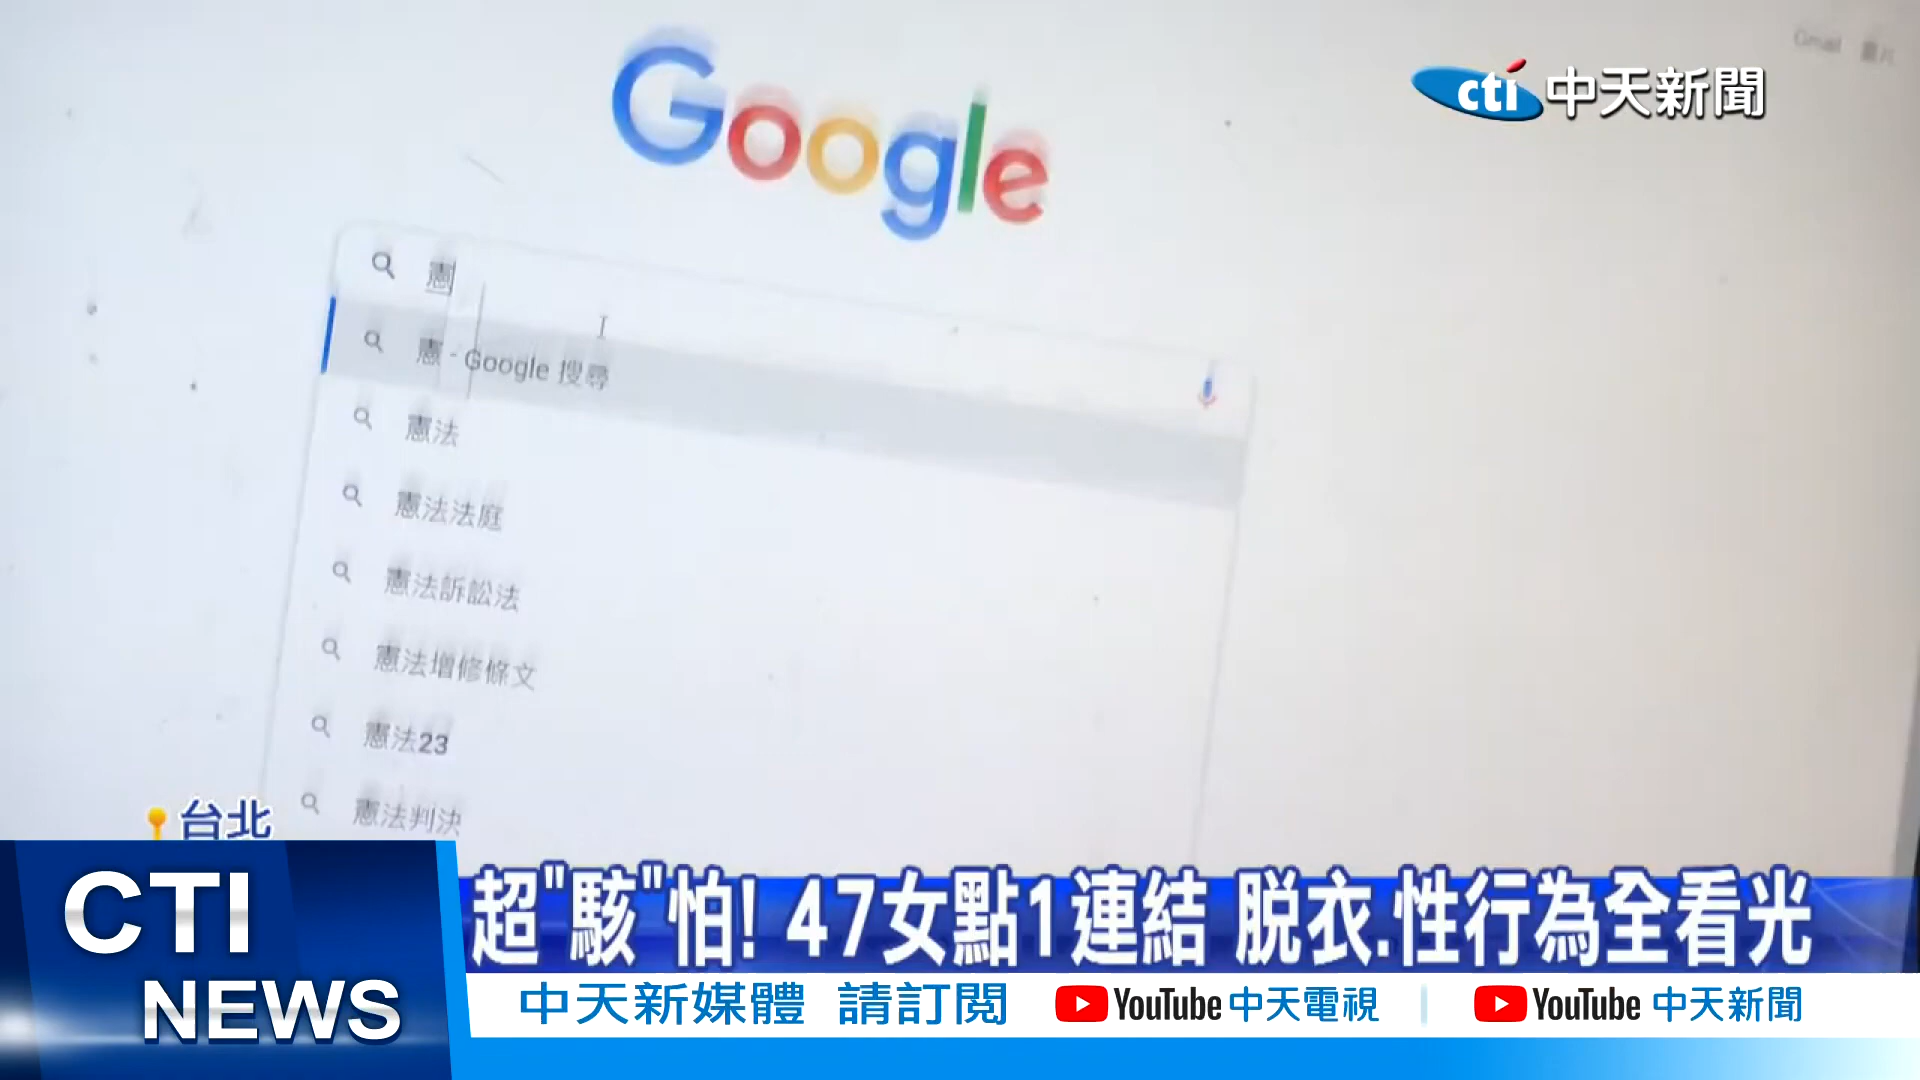 Google
Gmail 圖片
cti 中天新聞
憲
憲 - Google 搜尋
憲法
憲法法庭
憲法訴訟法
憲法增修條文
憲法23
憲法判決
台北
CTI NEWS
超"駭"怕! 47女點1連結 脫衣.性行為全看光
中天新媒體 請訂閱 YouTube 中天電視 | YouTube 中天新聞